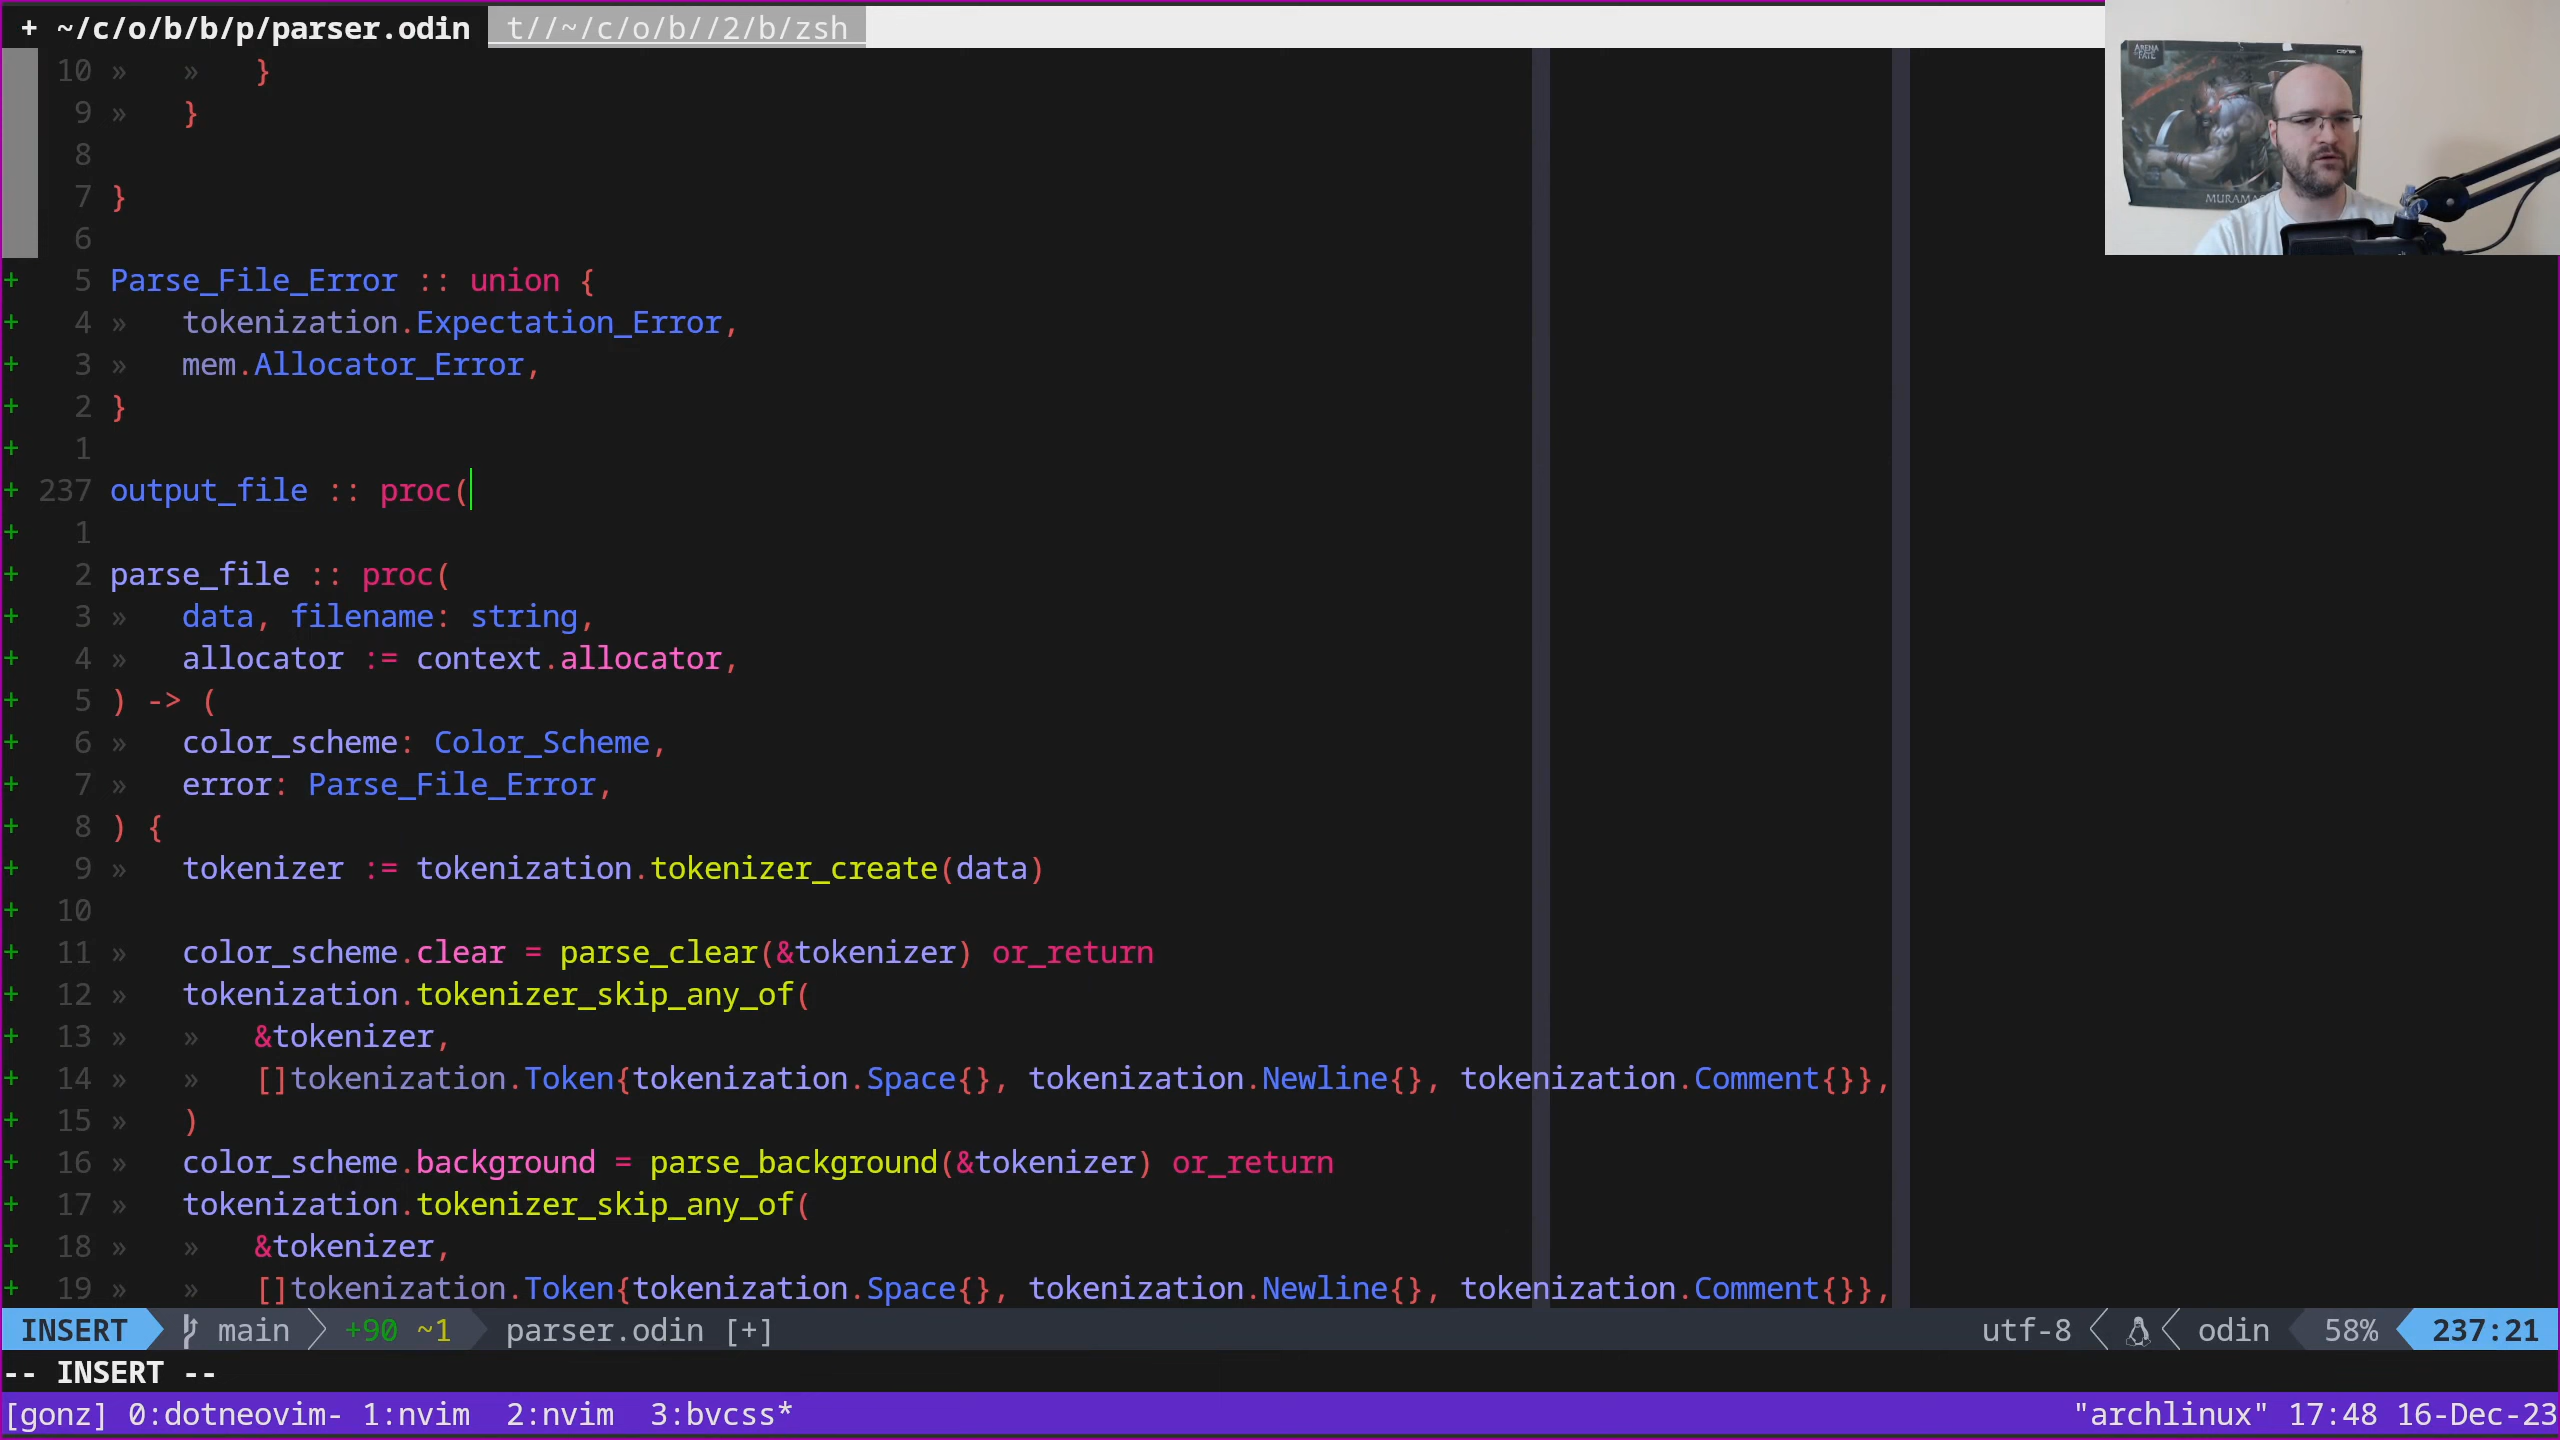 + ~/c/o/b/b/p/parser.odin t//~/c/o/b//2/b/zsh
10 » » }
9 » }
8
7 }
6
+ 5 Parse_File_Error :: union {
+ 4 » tokenization.Expectation_Error,
+ 3 » mem.Allocator_Error,
+ 2 }
+ 1
+ 237 output_file :: proc(
+ 1
+ 2 parse_file :: proc(
+ 3 » data, filename: string,
+ 4 » allocator := context.allocator,
+ 5 ) -> (
+ 6 » color_scheme: Color_Scheme,
+ 7 » error: Parse_File_Error,
+ 8 ) {
+ 9 » tokenizer := tokenization.tokenizer_create(data)
+ 10
+ 11 » color_scheme.clear = parse_clear(&tokenizer) or_return
+ 12 » tokenization.tokenizer_skip_any_of(
+ 13 » » &tokenizer,
+ 14 » » []tokenization.Token{tokenization.Space{}, tokenization.Newline{}, tokenization.Comment{}},
+ 15 » )
+ 16 » color_scheme.background = parse_background(&tokenizer) or_return
+ 17 » tokenization.tokenizer_skip_any_of(
+ 18 » » &tokenizer,
+ 19 » » []tokenization.Token{tokenization.Space{}, tokenization.Newline{}, tokenization.Comment{}},
INSERT main +90 ~1 parser.odin [+] utf-8 odin 58% 237:21
-- INSERT --
[gonz] 0:dotneovim- 1:nvim 2:nvim 3:bvcss* "archlinux" 17:48 16-Dec-23
ARENA
FATE